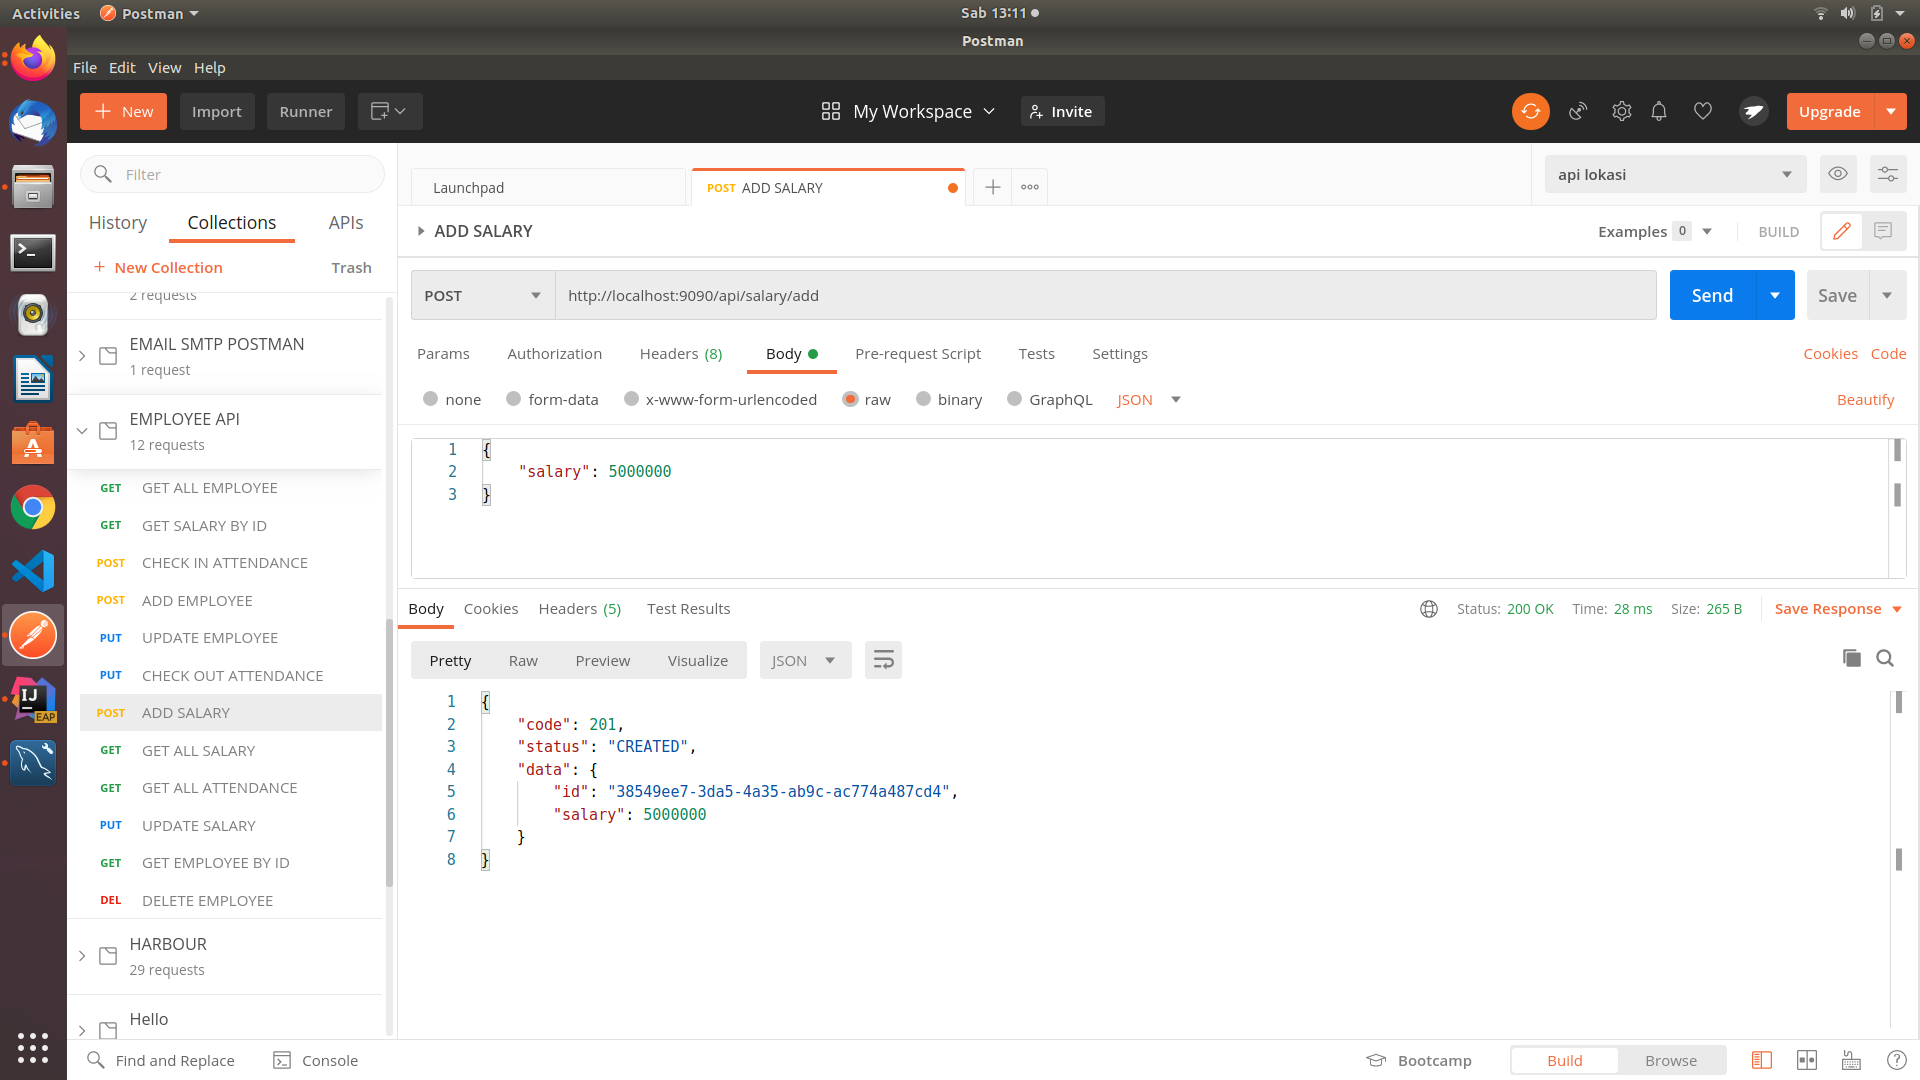 Activities
Postman
Sab 13:11
Postman
File Edit View Help
New
Import
Runner
My Workspace
Invite
Upgrade
Filter
History Collections APIs
New Collection
Trash
2 requests
EMAIL SMTP POSTMAN
1 request
EMPLOYEE API
12 requests
GET GET ALL EMPLOYEE
GET GET SALARY BY ID
POST CHECK IN ATTENDANCE
POST ADD EMPLOYEE
PUT UPDATE EMPLOYEE
PUT CHECK OUT ATTENDANCE
POST ADD SALARY
GET GET ALL SALARY
GET GET ALL ATTENDANCE
PUT UPDATE SALARY
GET GET EMPLOYEE BY ID
DEL DELETE EMPLOYEE
HARBOUR
29 requests
Hello
Launchpad
POST ADD SALARY
api lokasi
ADD SALARY
Examples 0
BUILD
POST
http://localhost:9090/api/salary/add
Send
Save
Params Authorization Headers (8) Body Pre-request Script Tests Settings
Cookies Code
none form-data x-www-form-urlencoded raw binary GraphQL JSON
Beautify
1 {
2 "salary": 5000000
3 }
Body Cookies Headers (5) Test Results
Status: 200 OK Time: 28 ms Size: 265 B
Save Response
Pretty Raw Preview Visualize JSON
1 {
2 "code": 201,
3 "status": "CREATED",
4 "data": {
5 "id": "38549ee7-3da5-4a35-ab9c-ac774a487cd4",
6 "salary": 5000000
7 }
8 }
IJ
EAP
Find and Replace
Console
Bootcamp
Build
Browse